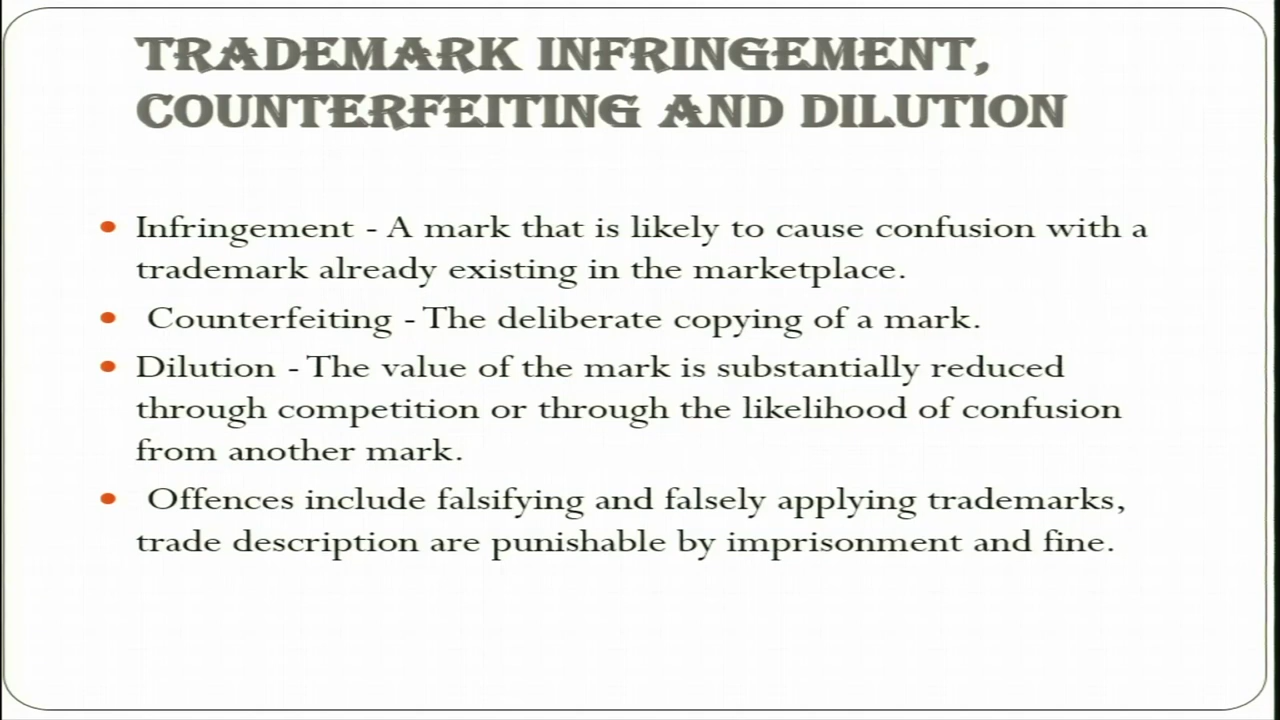 TRADEMARK INFRINGEMENT,
COUNTERFEITING AND DILUTION
• Infringement - A mark that is likely to cause confusion with a
trademark already existing in the marketplace.
• Counterfeiting - The deliberate copying of a mark.
• Dilution - The value of the mark is substantially reduced
through competition or through the likelihood of confusion
from another mark.
• Offences include falsifying and falsely applying trademarks,
trade description are punishable by imprisonment and fine.